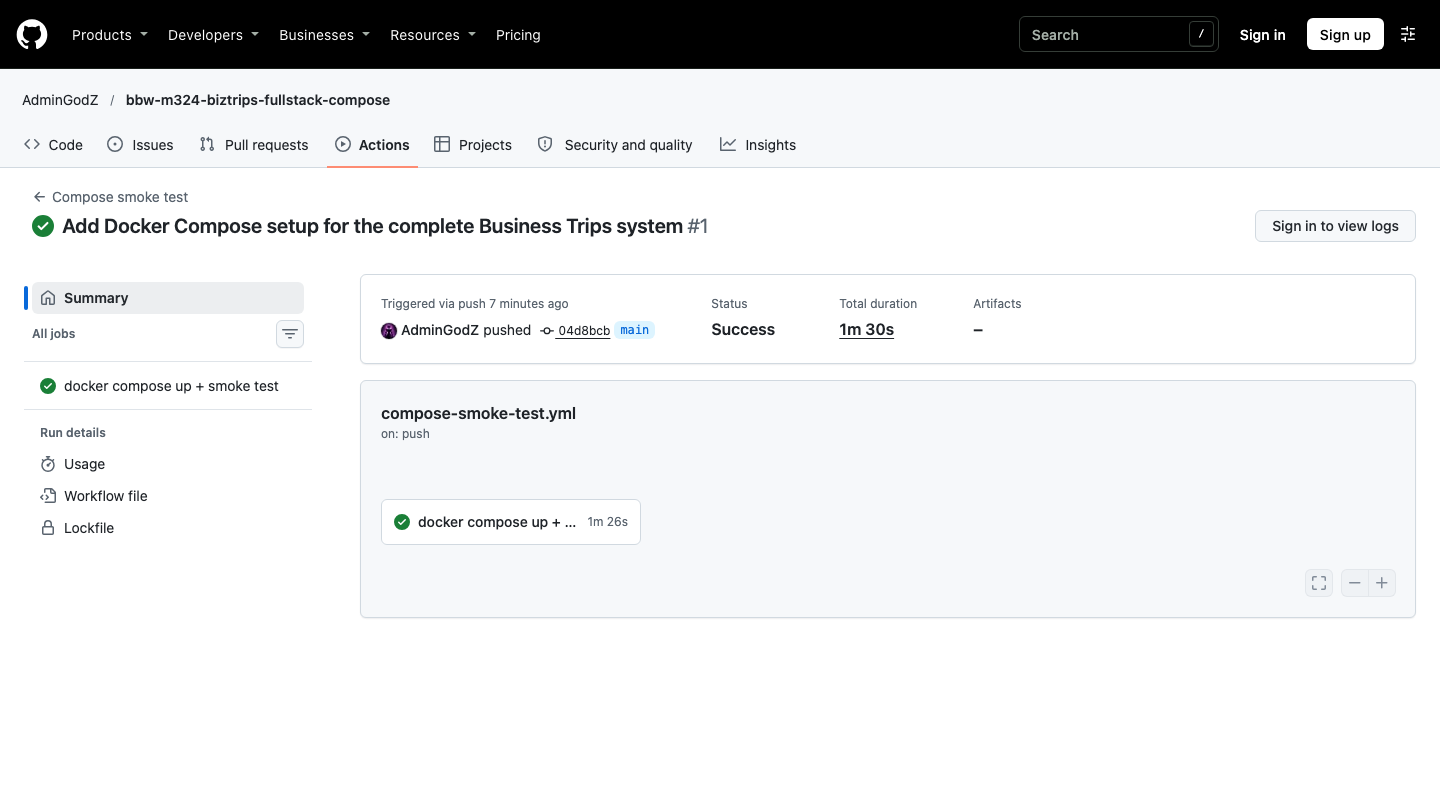 Products Developers Businesses Resources Pricing Search / Sign in Sign up
AdminGodZ / bbw-m324-biztrips-fullstack-compose
Code Issues Pull requests Actions Projects Security and quality Insights
Compose smoke test
Add Docker Compose setup for the complete Business Trips system #1
Sign in to view logs
Summary
All jobs
docker compose up + smoke test
Run details
Usage
Workflow file
Lockfile
Triggered via push 7 minutes ago
AdminGodZ pushed 04d8bcb main
Status
Success
Total duration
1m 30s
Artifacts
–
compose-smoke-test.yml
on: push
docker compose up + ... 1m 26s